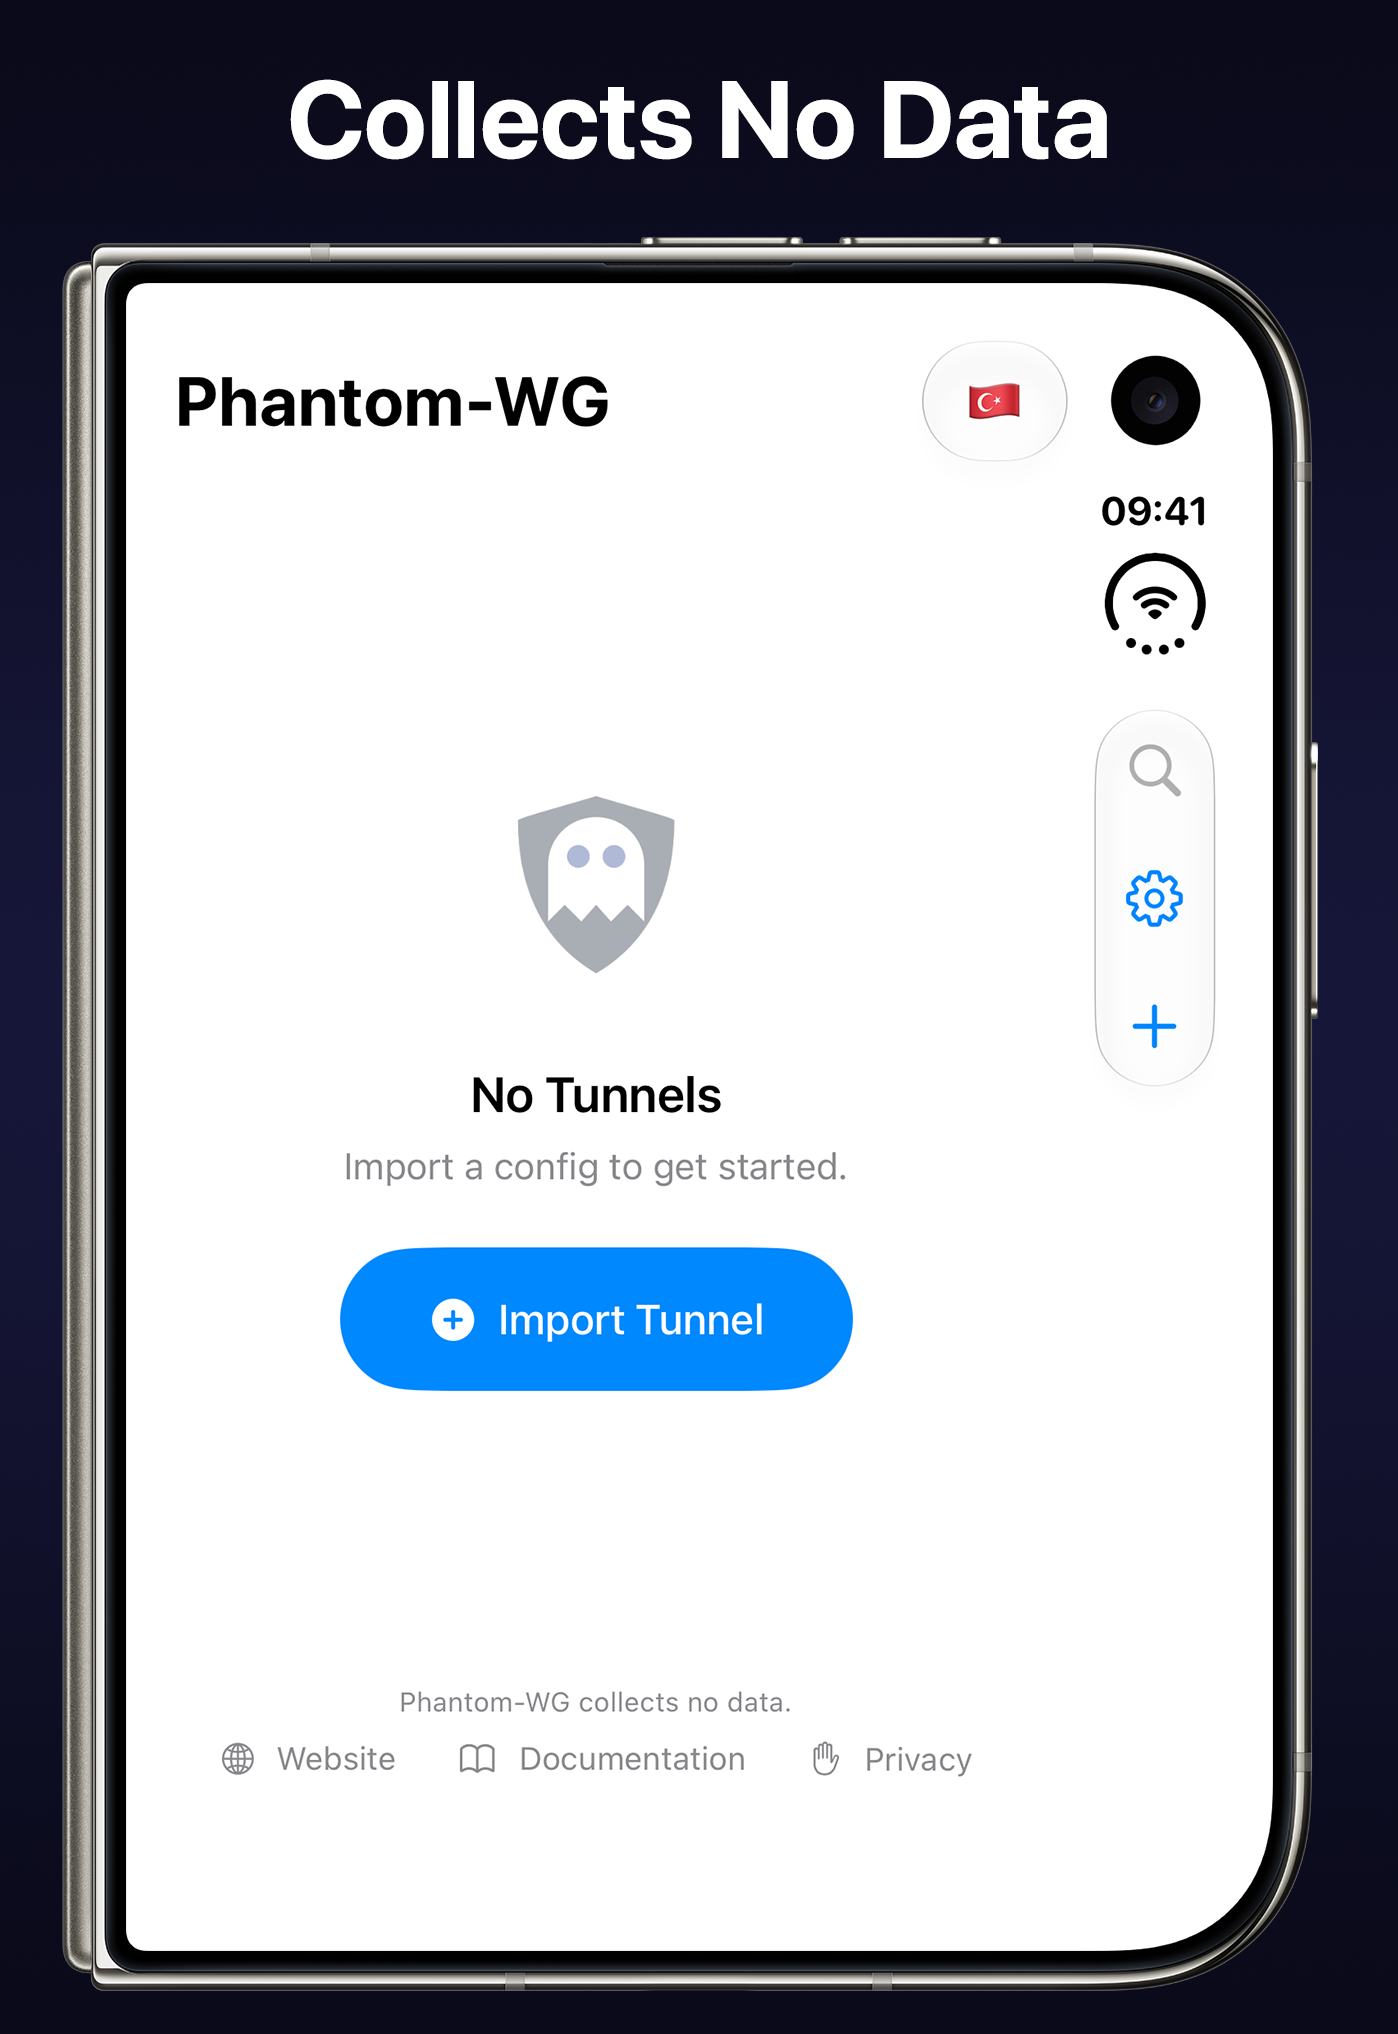 Collects No Data
Phantom-WG
09:41
No Tunnels
Import a config to get started.
Import Tunnel
Phantom-WG collects no data.
Website Documentation Privacy